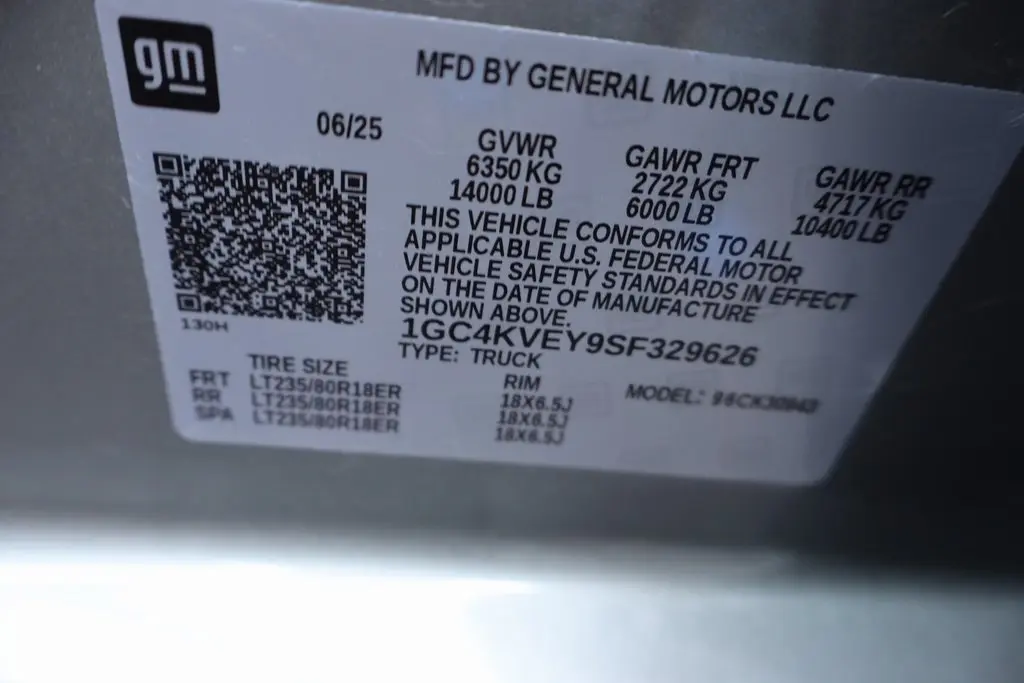 gm
MFD BY GENERAL MOTORS LLC
06/25
GVWR
6350 KG
14000 LB
GAWR FRT
2722 KG
6000 LB
GAWR RR
4717 KG
10400 LB
THIS VEHICLE CONFORMS TO ALL
APPLICABLE U.S. FEDERAL MOTOR
VEHICLE SAFETY STANDARDS IN EFFECT
ON THE DATE OF MANUFACTURE
SHOWN ABOVE.
130H
1GC4KVEY9SF329626
TYPE: TRUCK
TIRE SIZE RIM
FRT LT235/80R18ER 18X6.5J
RR LT235/80R18ER 18X6.5J
SPA LT235/80R18ER 18X6.5J
MODEL: